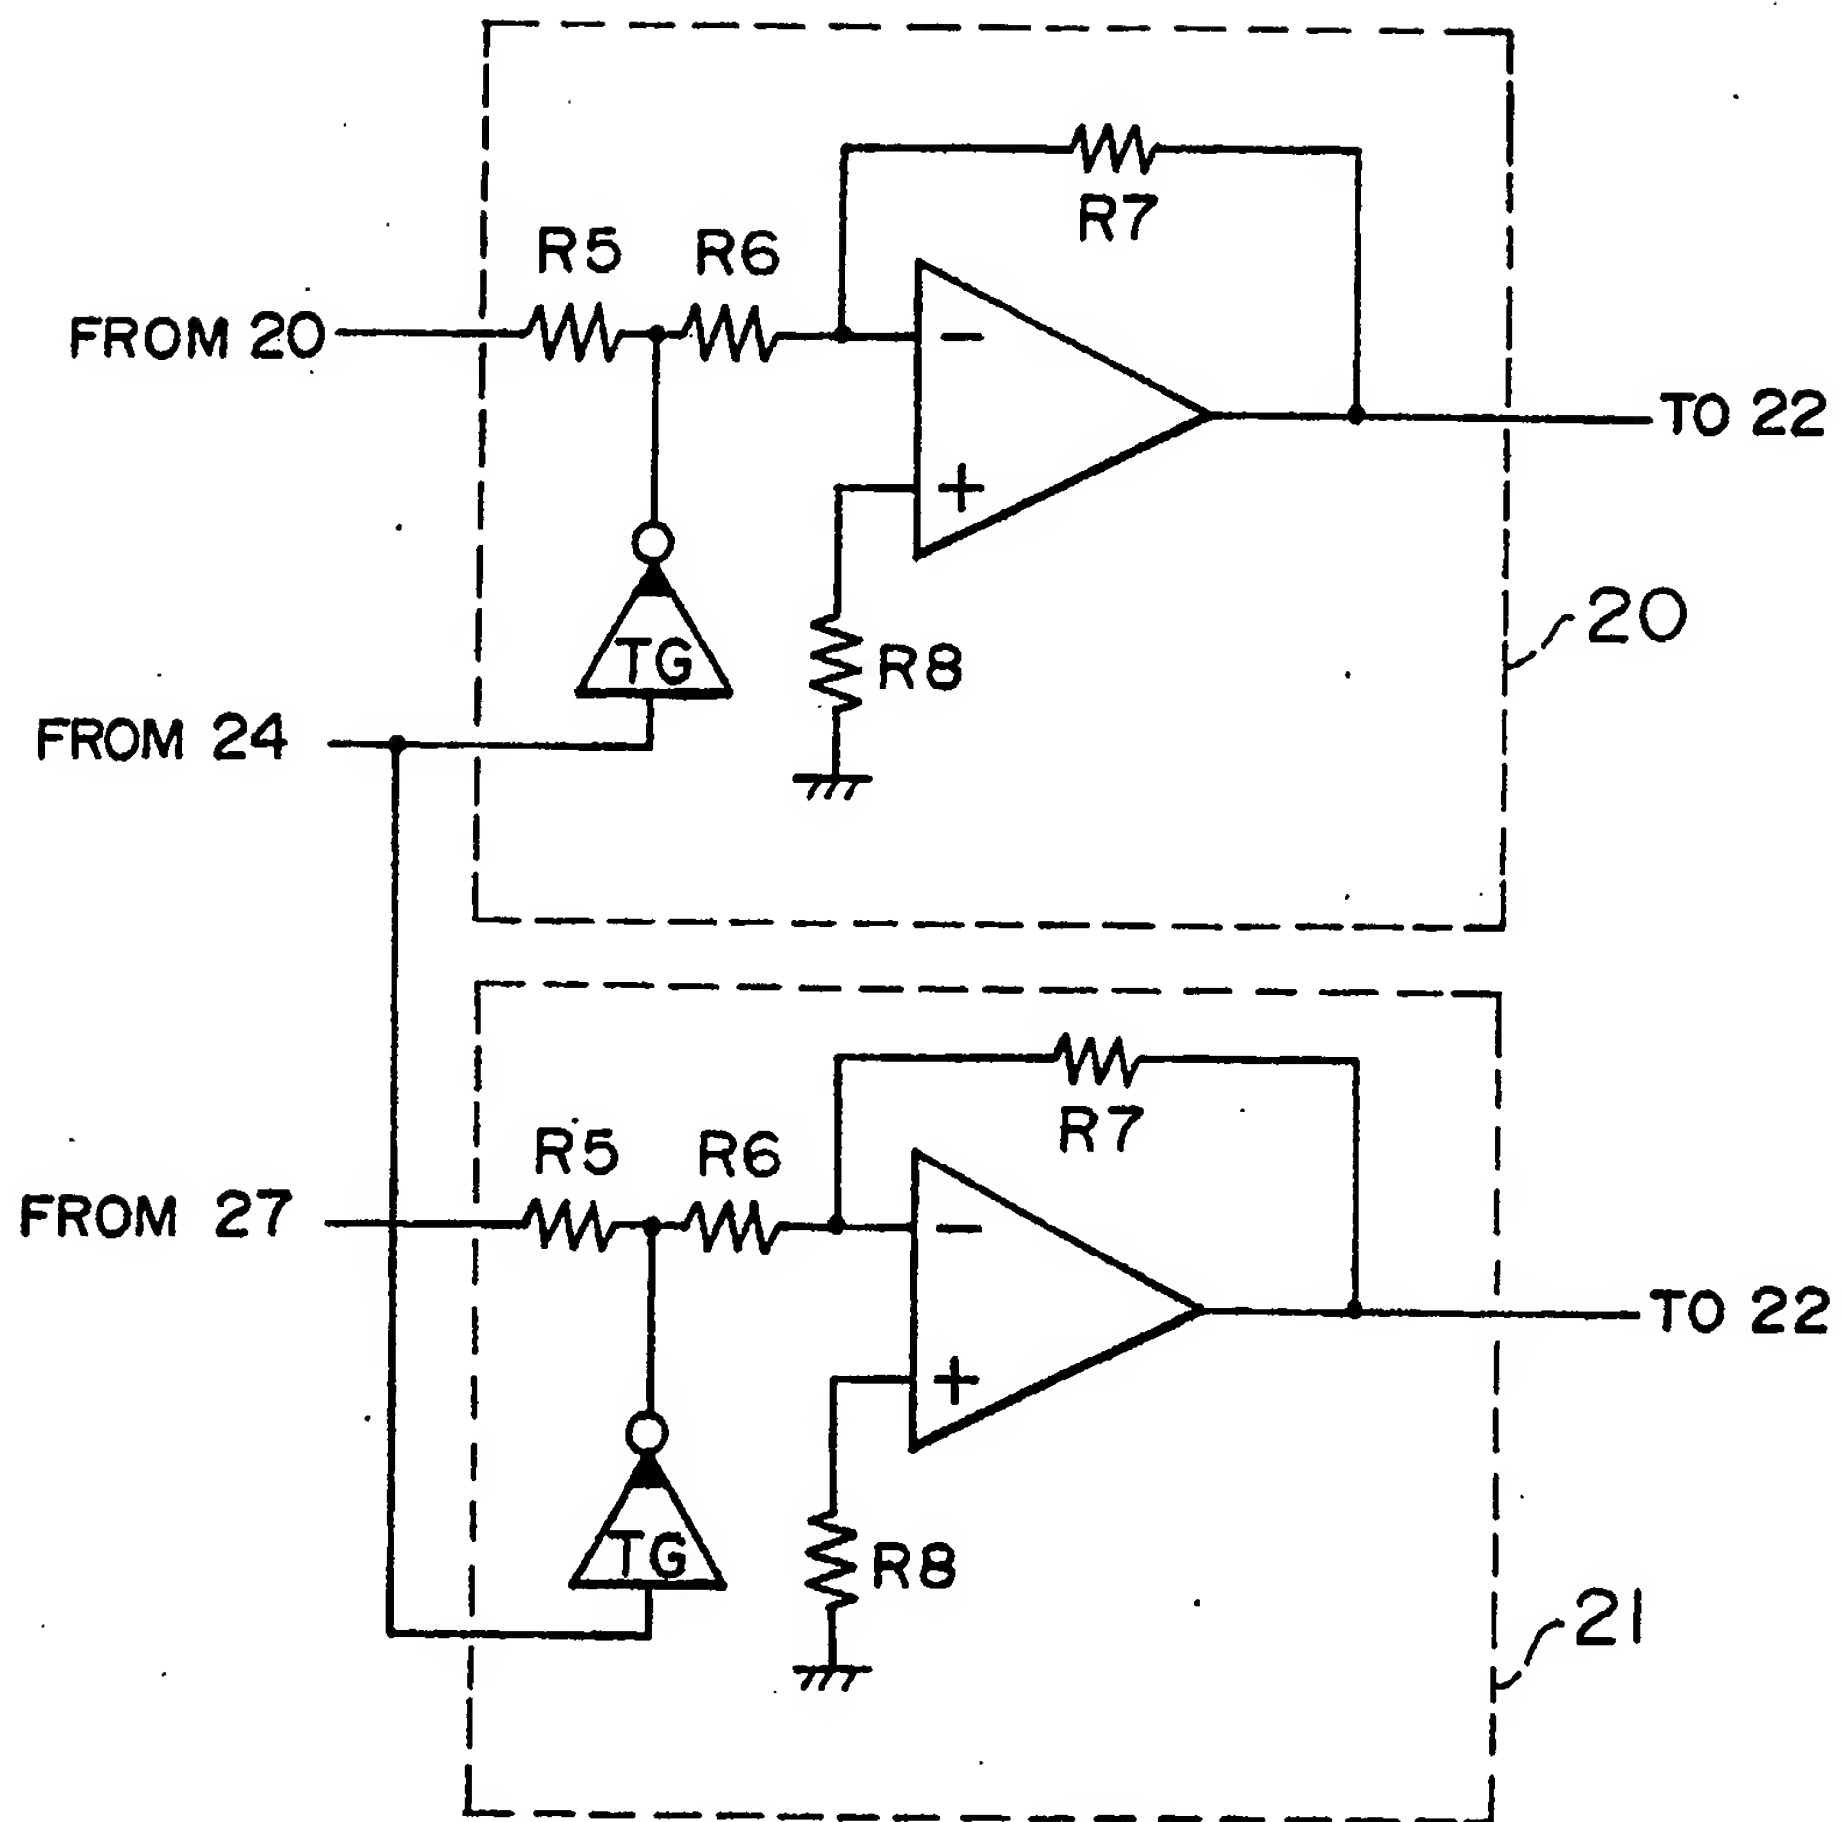 R7
R5 R6
FROM 20
−
TO 22
+
20
TG
R8
FROM 24
R7
R5 R6
FROM 27
−
TO 22
+
TG
R8
21